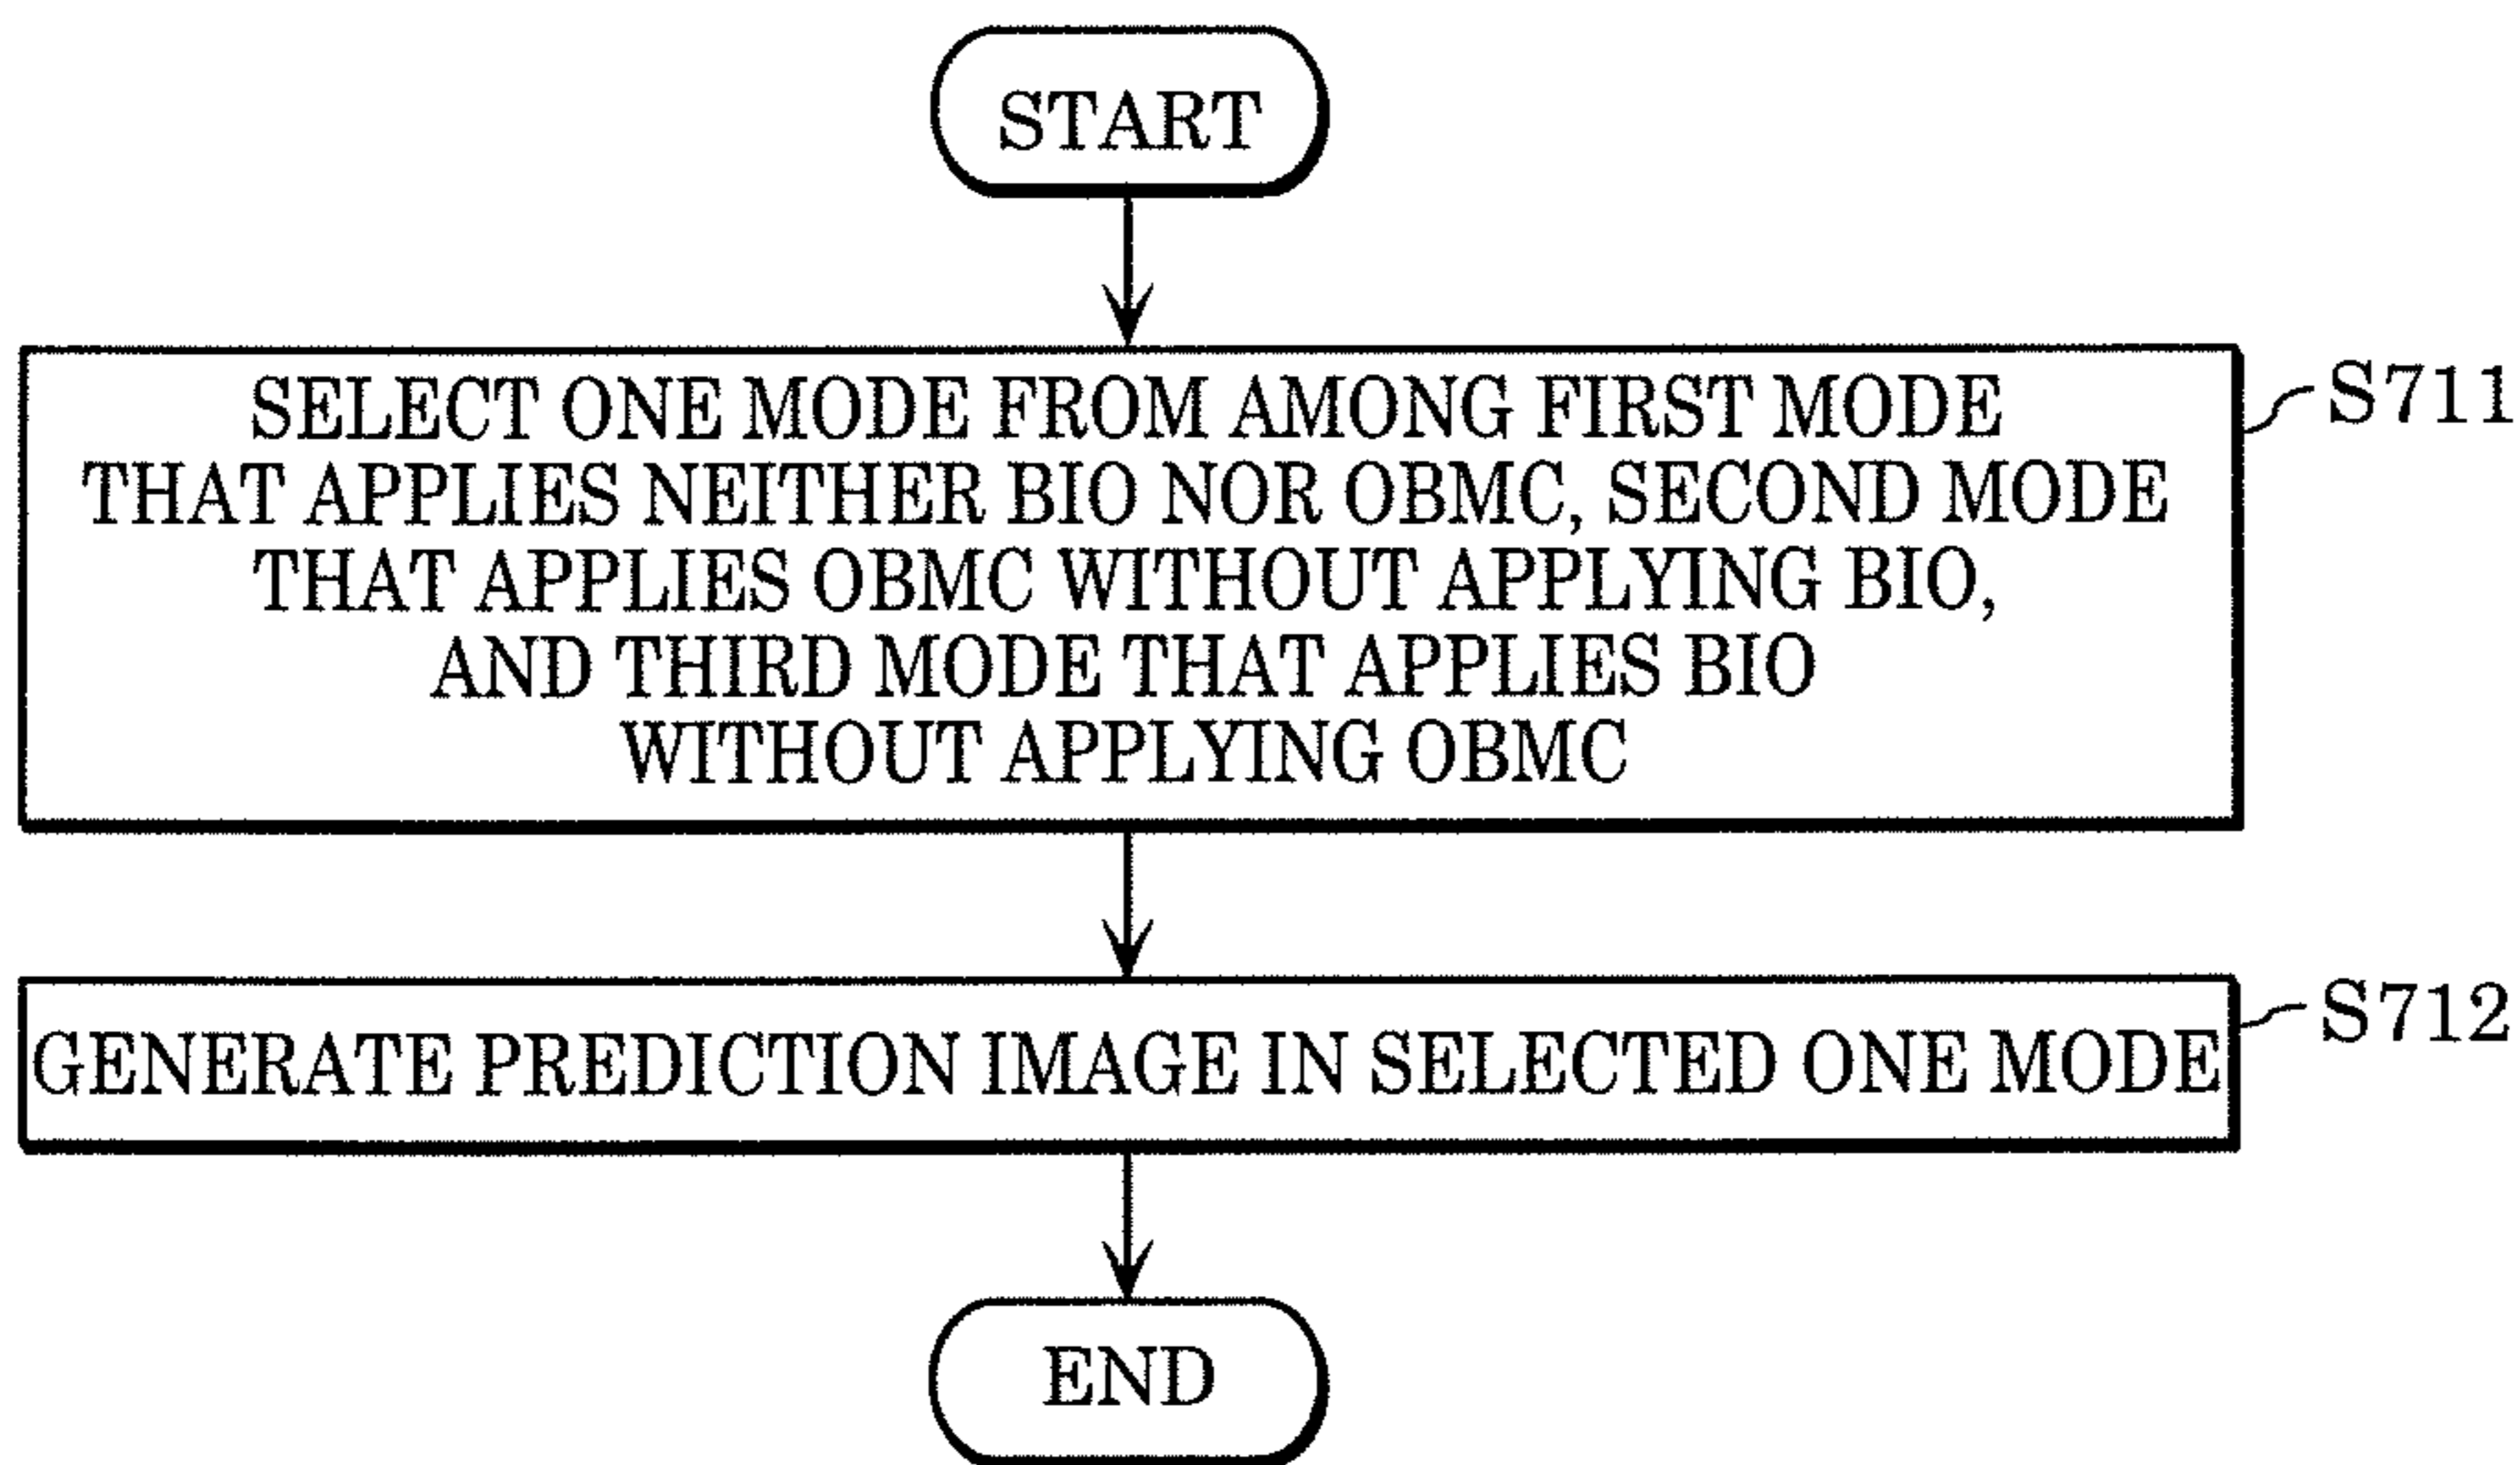 START
SELECT ONE MODE FROM AMONG FIRST MODE
THAT APPLIES NEITHER BIO NOR OBMC, SECOND MODE
THAT APPLIES OBMC WITHOUT APPLYING BIO,
AND THIRD MODE THAT APPLIES BIO
WITHOUT APPLYING OBMC
S711
GENERATE PREDICTION IMAGE IN SELECTED ONE MODE
S712
END